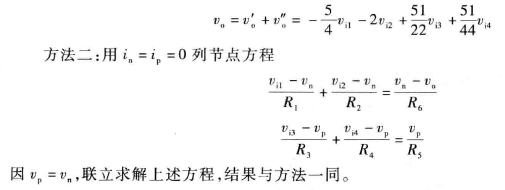 v_o = v'_o + v''_o = - 5/4 v_i1 - 2v_i2 + 51/22 v_i3 + 51/44 v_i4
方法二:用 i_n = i_p = 0 列节点方程
(v_i1 - v_n)/R_1 + (v_i2 - v_n)/R_2 = (v_n - v_o)/R_6
(v_i3 - v_p)/R_3 + (v_i4 - v_p)/R_4 = v_p/R_5
因 v_p = v_n,联立求解上述方程,结果与方法一同。